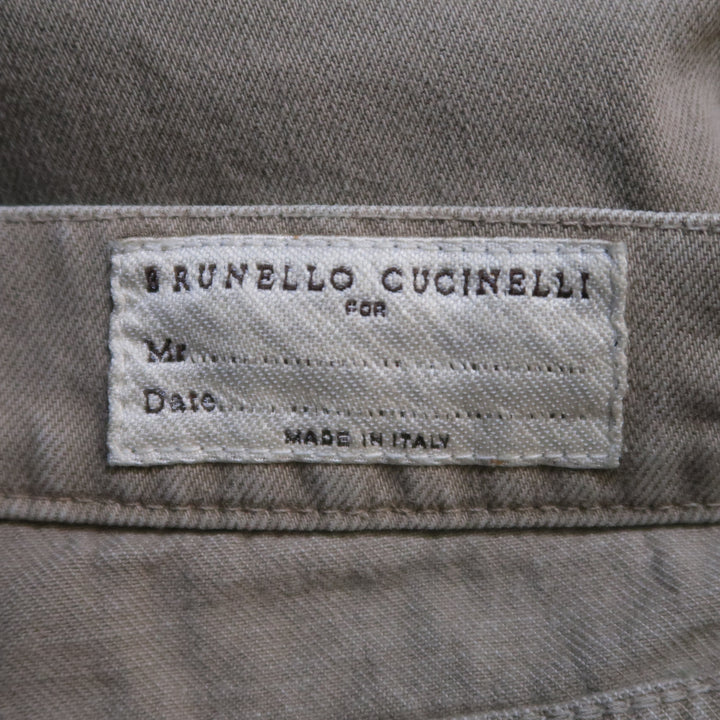 BRUNELLO CUCINELLI
FOR
Mr..............................
Date..............................
MADE IN ITALY